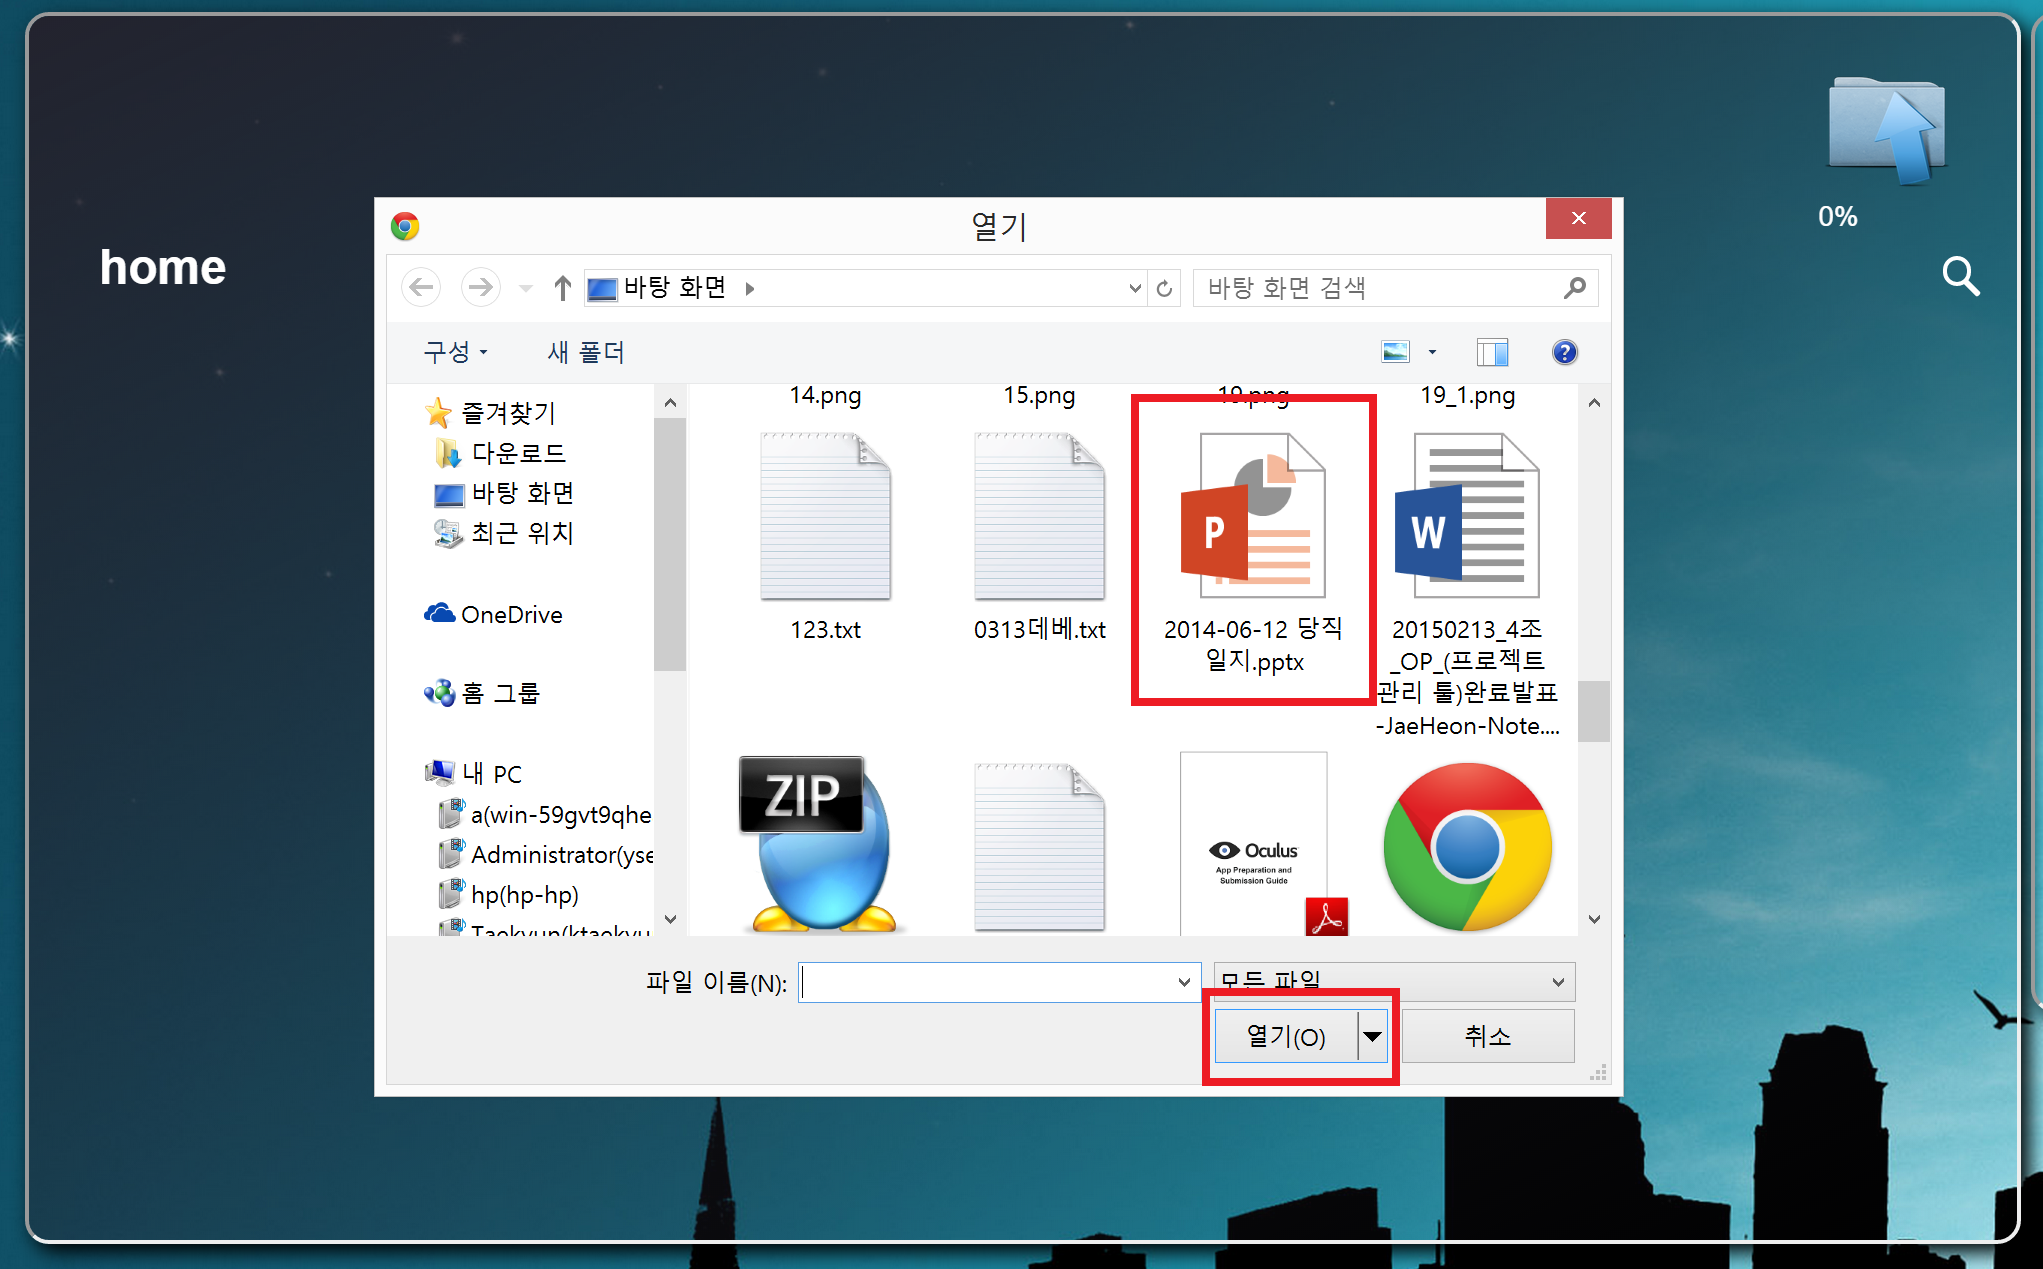 0%
home
열기
바탕 화면
바탕 화면 검색
구성
새 폴더
즐겨찾기
다운로드
바탕 화면
최근 위치
OneDrive
홈 그룹
내 PC
a(win-59gvt9qhe
Administrator(yse
hp(hp-hp)
Taekyun(ktaekyu
14.png
15.png
19.png
19_1.png
123.txt
0313데베.txt
P
2014-06-12 당직
일지.pptx
W
20150213_4조
_OP_(프로젝트
관리 툴)완료발표
-JaeHeon-Note....
ZIP
Oculus
App Preparation and
Submission Guide
파일 이름(N):
모든 파일
열기(O)
취소